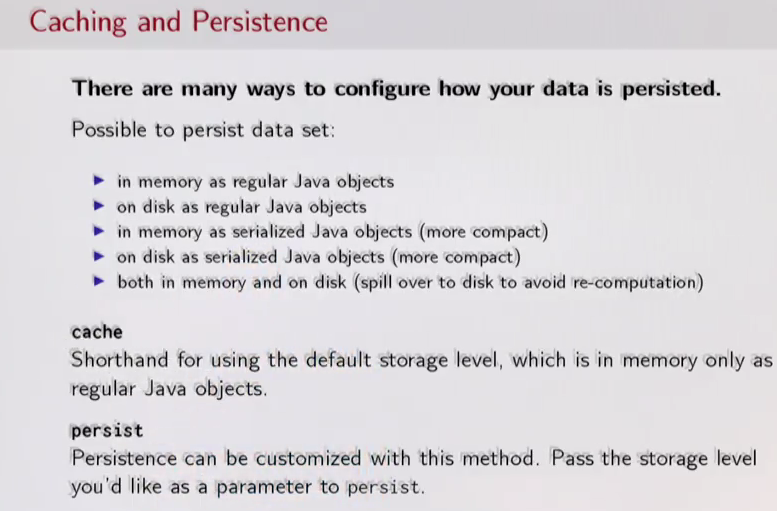 Caching and Persistence
There are many ways to configure how your data is persisted.
Possible to persist data set:
in memory as regular Java objects
on disk as regular Java objects
in memory as serialized Java objects (more compact)
on disk as serialized Java objects (more compact)
both in memory and on disk (spill over to disk to avoid re-computation)
cache
Shorthand for using the default storage level, which is in memory only as
regular Java objects.
persist
Persistence can be customized with this method. Pass the storage level
you'd like as a parameter to persist.